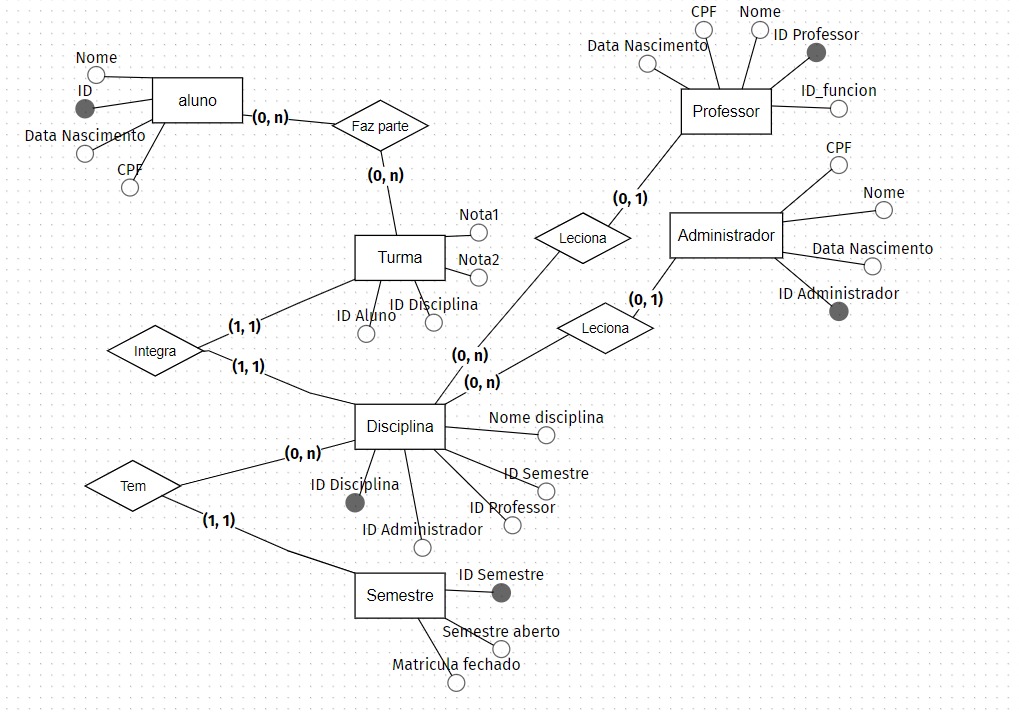 CPF
Nome
ID Professor
Data Nascimento
ID_funcion
Professor
Nome
ID
aluno
Data Nascimento
CPF
(0, n)
Faz parte
(0, n)
CPF
Nome
Administrador
Data Nascimento
ID Administrador
(0, 1)
Leciona
(0, 1)
Leciona
Nota1
Turma
Nota2
ID Disciplina
ID Aluno
(1, 1)
Integra
(1, 1)
(0, n)
(0, n)
Disciplina
Nome disciplina
(0, n)
ID Semestre
ID Disciplina
ID Professor
ID Administrador
Tem
(1, 1)
Semestre
ID Semestre
Semestre aberto
Matricula fechado